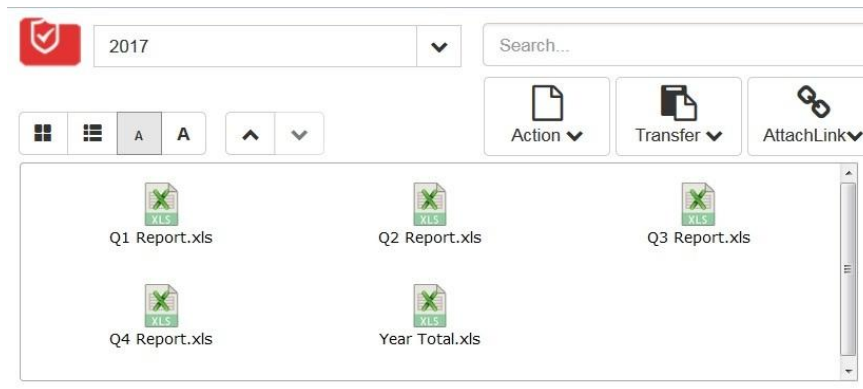 2017
Search...
A A
Action Transfer AttachLink
XLS XLS XLS
Q1 Report.xls Q2 Report.xls Q3 Report.xls
XLS XLS
Q4 Report.xls Year Total.xls